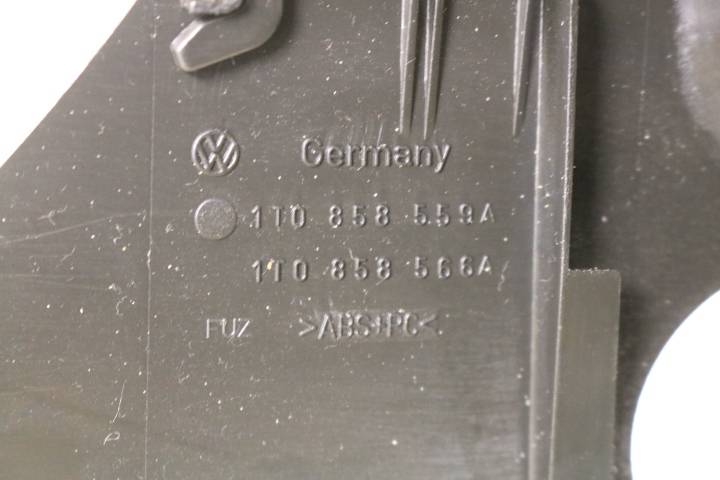 Germany
1T0 858 559A
1T0 858 566A
FUZ >ABS+PC<